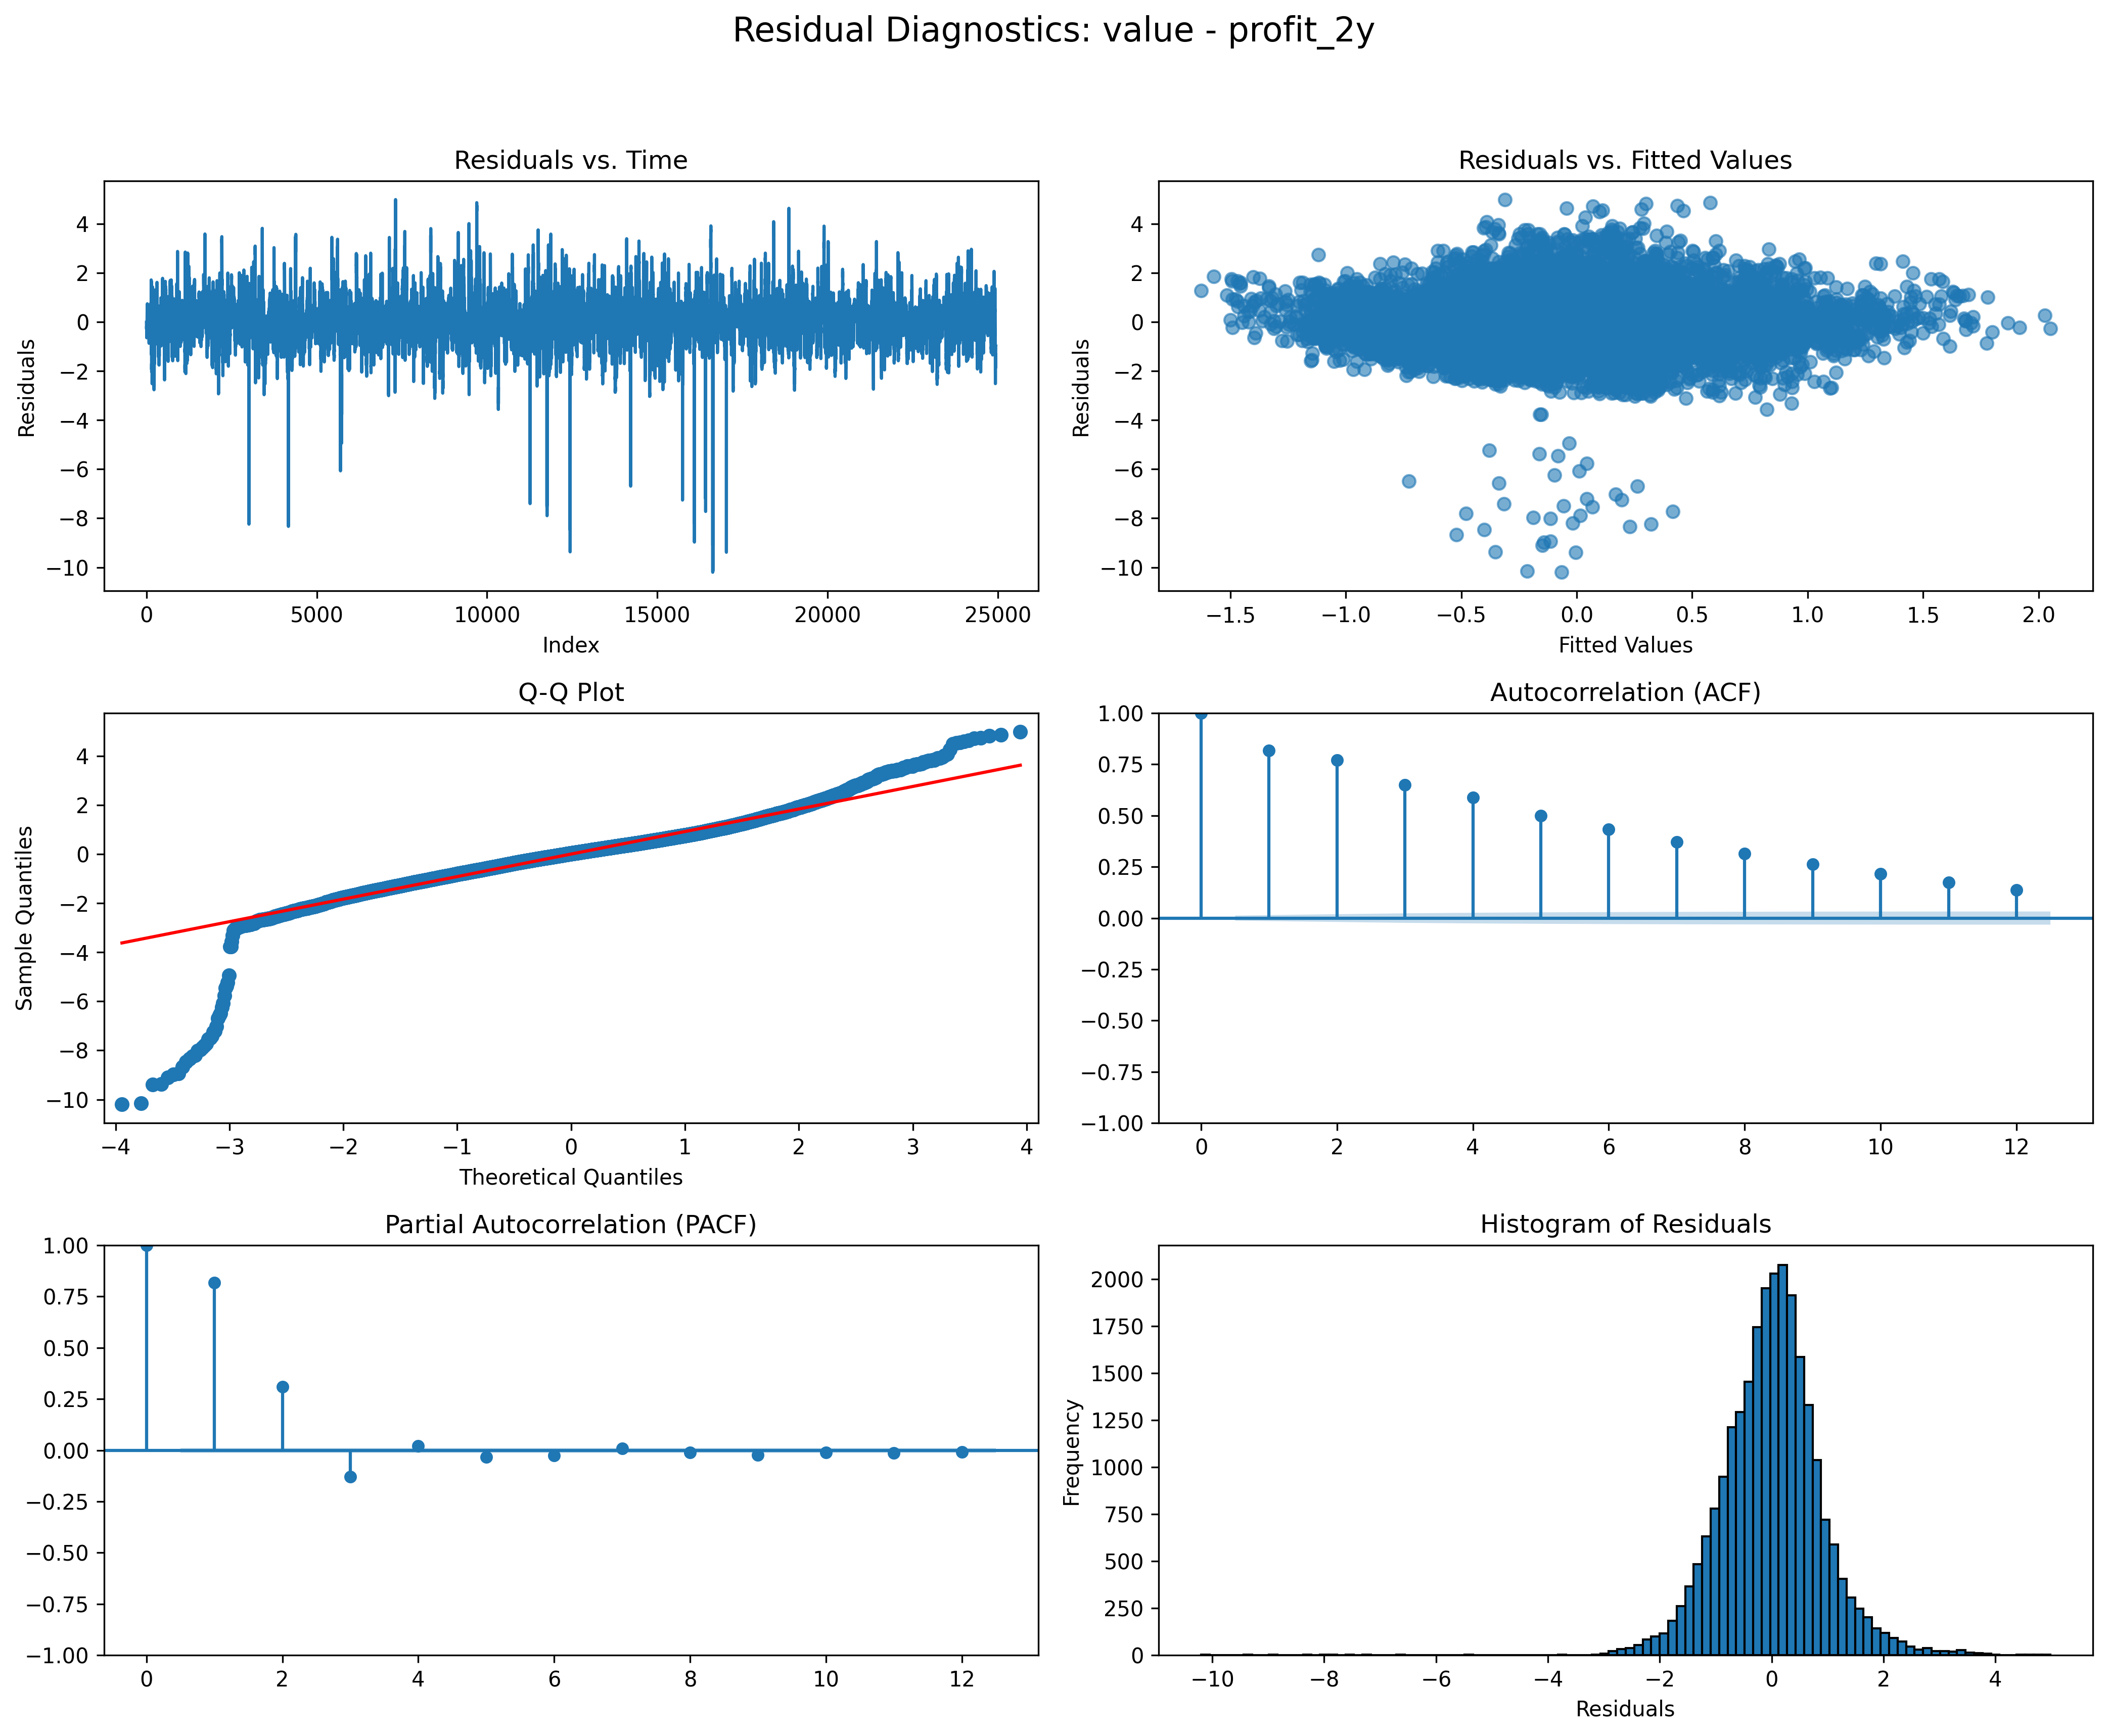 Residual Diagnostics: value - profit_2y
Residuals vs. Time
Residuals
4
2
0
−2
−4
−6
−8
−10
0 5000 10000 15000 20000 25000
Index
Residuals vs. Fitted Values
Residuals
4
2
0
−2
−4
−6
−8
−10
−1.5 −1.0 −0.5 0.0 0.5 1.0 1.5 2.0
Fitted Values
Q-Q Plot
Sample Quantiles
4
2
0
−2
−4
−6
−8
−10
−4 −3 −2 −1 0 1 2 3 4
Theoretical Quantiles
Autocorrelation (ACF)
1.00
0.75
0.50
0.25
0.00
−0.25
−0.50
−0.75
−1.00
0 2 4 6 8 10 12
Partial Autocorrelation (PACF)
1.00
0.75
0.50
0.25
0.00
−0.25
−0.50
−0.75
−1.00
0 2 4 6 8 10 12
Histogram of Residuals
Frequency
2000
1750
1500
1250
1000
750
500
250
0
−10 −8 −6 −4 −2 0 2 4
Residuals